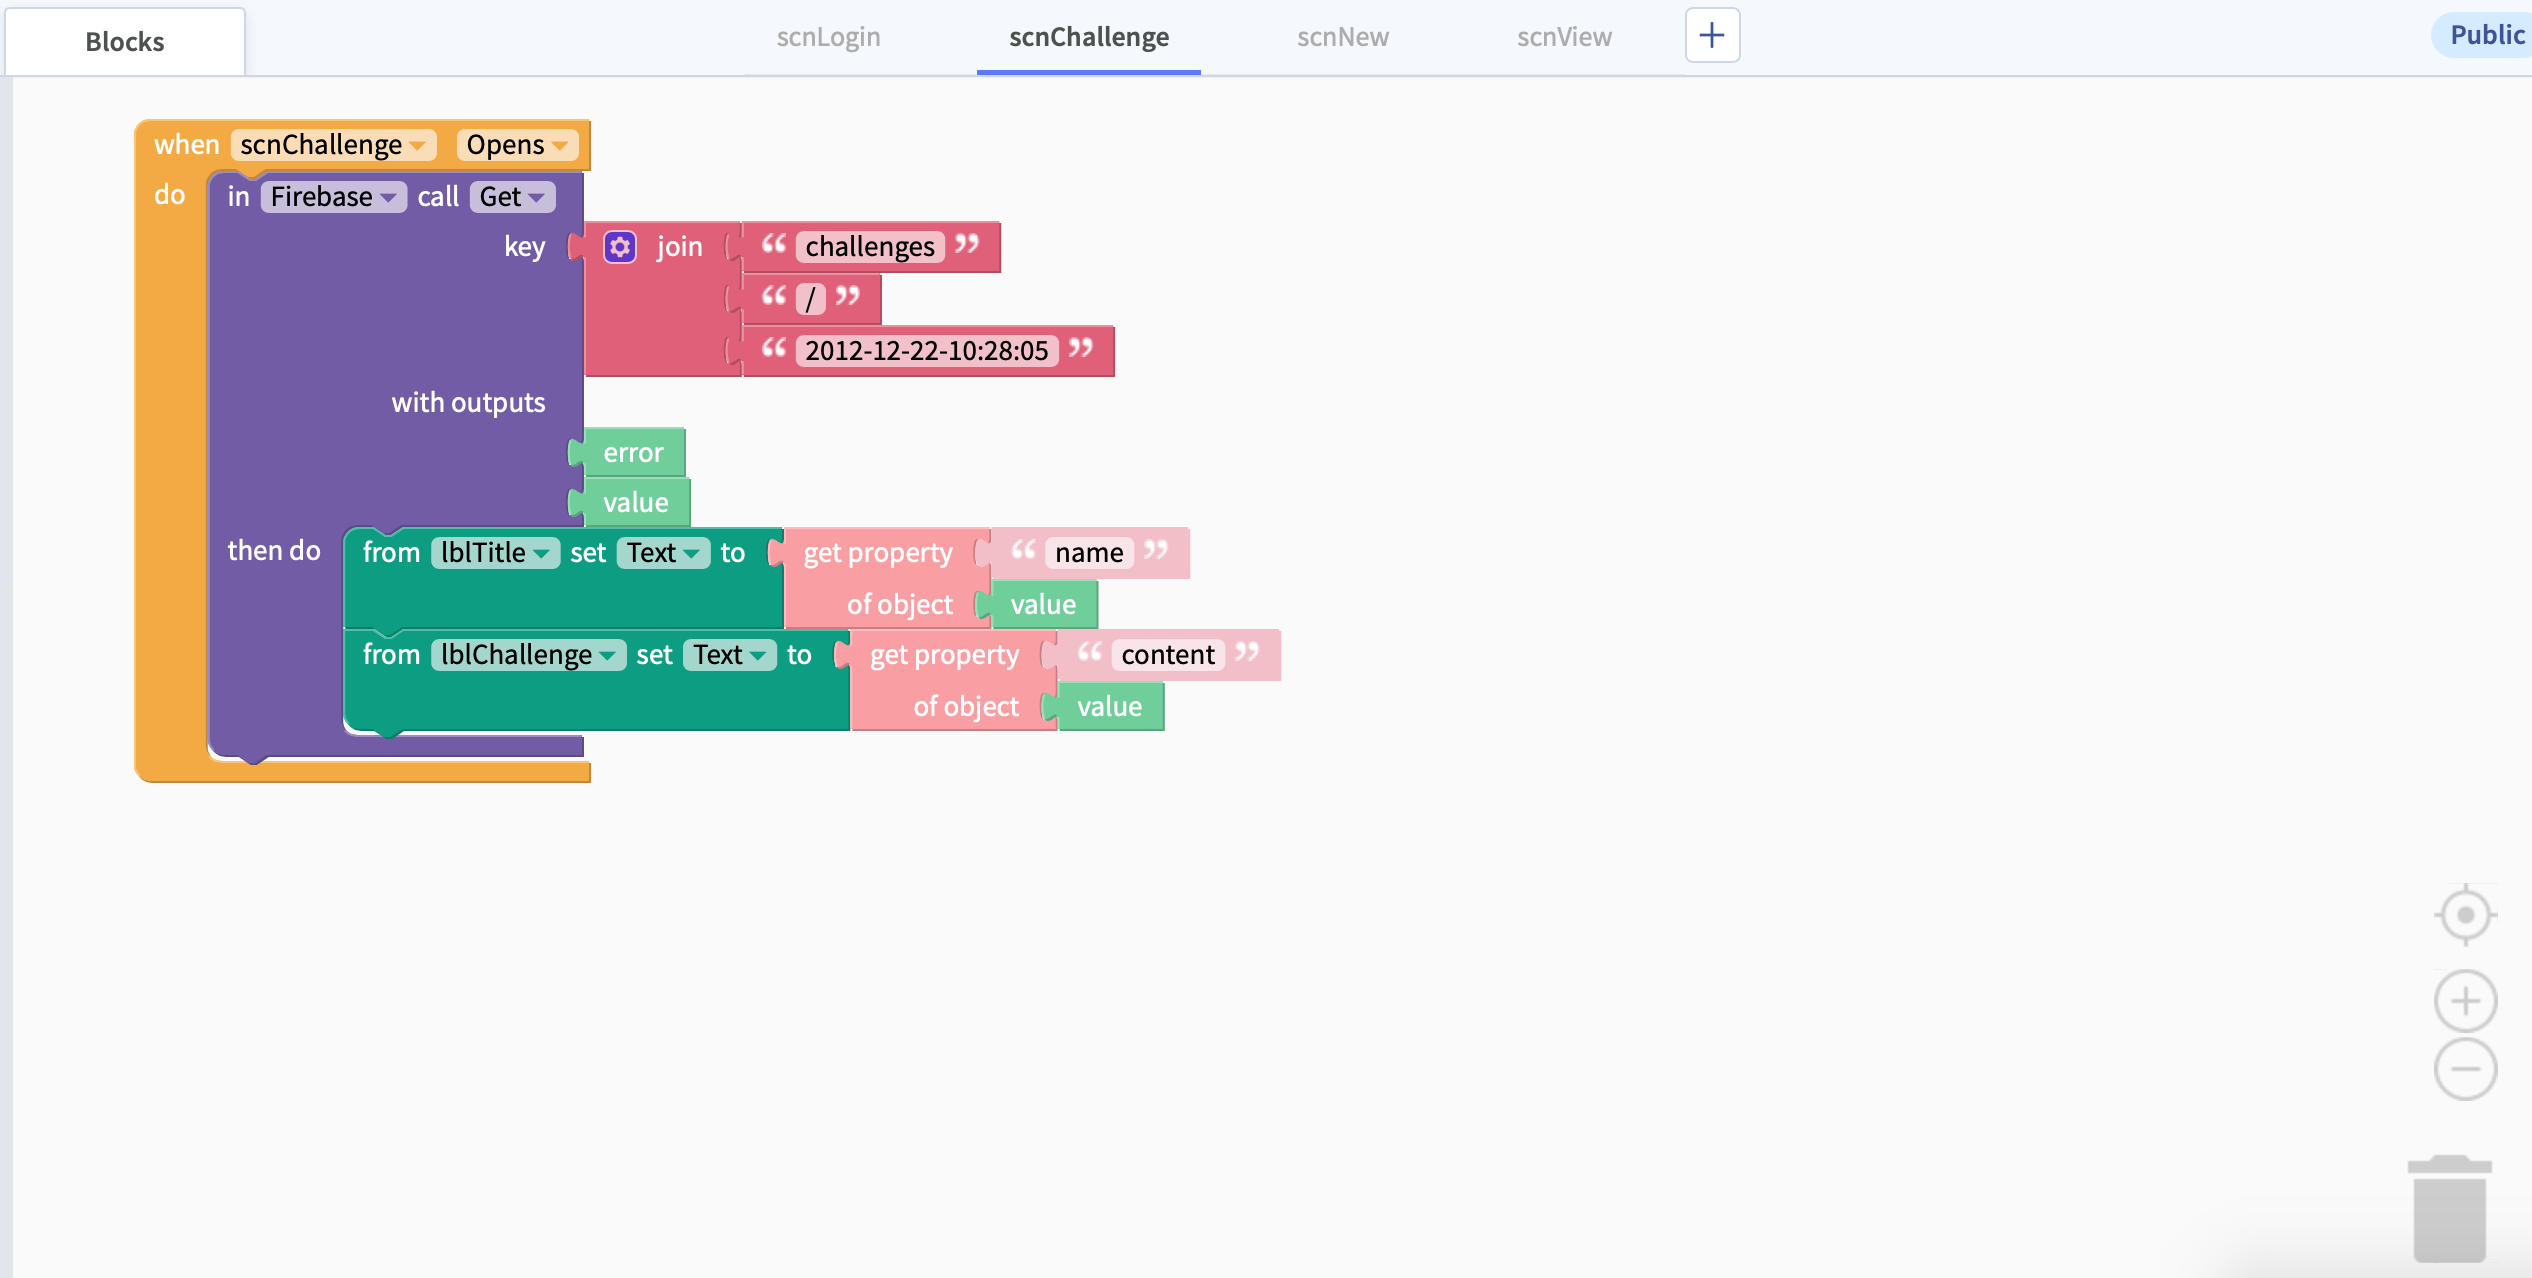 Blocks
scnLogin scnChallenge scnNew scnView + Public
when scnChallenge Opens
do in Firebase call Get
key join “ challenges ”
“ / ”
“ 2012-12-22-10:28:05 ”
with outputs
error
value
then do from lblTitle set Text to get property “ name ”
of object value
from lblChallenge set Text to get property “ content ”
of object value